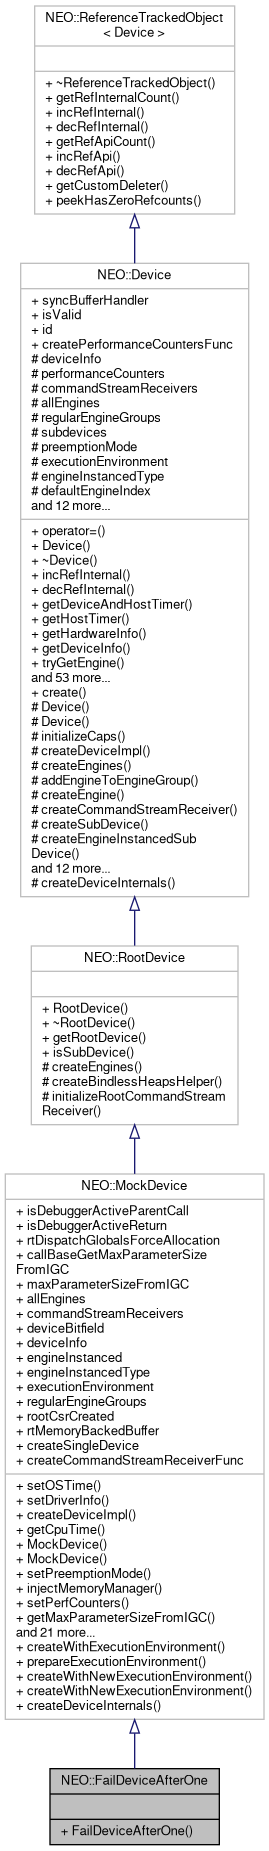 NEO::ReferenceTrackedObject
< Device >
+ ~ReferenceTrackedObject()
+ getRefInternalCount()
+ incRefInternal()
+ decRefInternal()
+ getRefApiCount()
+ incRefApi()
+ decRefApi()
+ getCustomDeleter()
+ peekHasZeroRefcounts()
NEO::Device
+ syncBufferHandler
+ isValid
+ id
+ createPerformanceCountersFunc
# deviceInfo
# performanceCounters
# commandStreamReceivers
# allEngines
# regularEngineGroups
# subdevices
# preemptionMode
# executionEnvironment
# engineInstancedType
# defaultEngineIndex
and 12 more...
+ operator=()
+ Device()
+ ~Device()
+ incRefInternal()
+ decRefInternal()
+ getDeviceAndHostTimer()
+ getHostTimer()
+ getHardwareInfo()
+ getDeviceInfo()
+ tryGetEngine()
and 53 more...
+ create()
# Device()
# Device()
# initializeCaps()
# createDeviceImpl()
# createEngines()
# addEngineToEngineGroup()
# createEngine()
# createCommandStreamReceiver()
# createSubDevice()
# createEngineInstancedSub
Device()
and 12 more...
# createDeviceInternals()
NEO::RootDevice
+ RootDevice()
+ ~RootDevice()
+ getRootDevice()
+ isSubDevice()
# createEngines()
# createBindlessHeapsHelper()
# initializeRootCommandStream
Receiver()
NEO::MockDevice
+ isDebuggerActiveParentCall
+ isDebuggerActiveReturn
+ rtDispatchGlobalsForceAllocation
+ callBaseGetMaxParameterSize
FromIGC
+ maxParameterSizeFromIGC
+ allEngines
+ commandStreamReceivers
+ deviceBitfield
+ deviceInfo
+ engineInstanced
+ engineInstancedType
+ executionEnvironment
+ regularEngineGroups
+ rootCsrCreated
+ rtMemoryBackedBuffer
+ createSingleDevice
+ createCommandStreamReceiverFunc
+ setOSTime()
+ setDriverInfo()
+ createDeviceImpl()
+ getCpuTime()
+ MockDevice()
+ MockDevice()
+ setPreemptionMode()
+ injectMemoryManager()
+ setPerfCounters()
+ getMaxParameterSizeFromIGC()
and 21 more...
+ createWithExecutionEnvironment()
+ prepareExecutionEnvironment()
+ createWithNewExecutionEnvironment()
+ createWithNewExecutionEnvironment()
+ createDeviceInternals()
NEO::FailDeviceAfterOne
+ FailDeviceAfterOne()